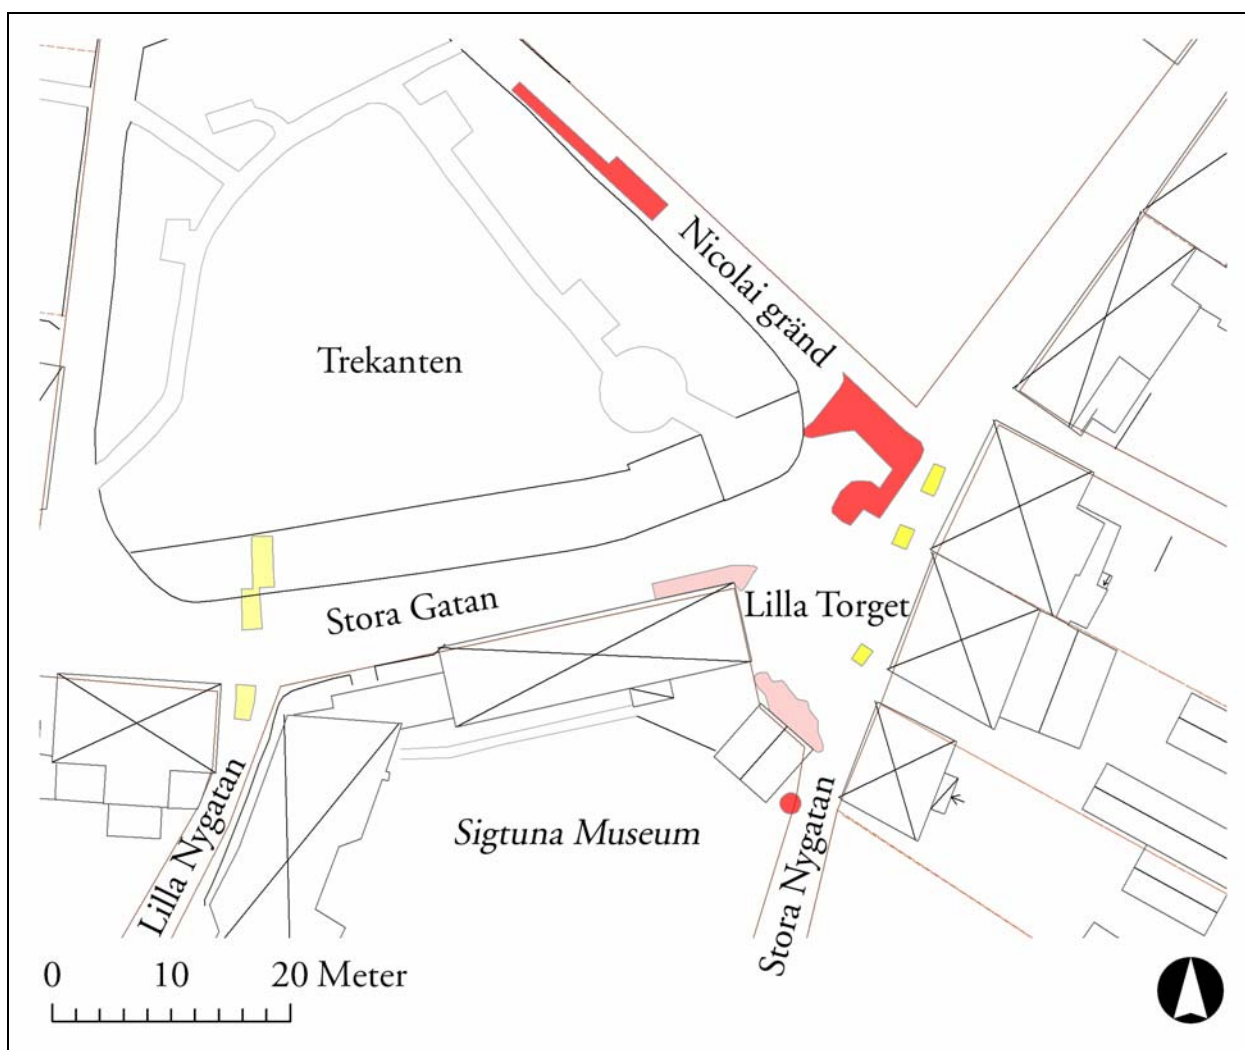 Nicolai gränd
Trekanten
Stora Gatan
Lilla Torget
Sigtuna Museum
Lilla Nygatan
Stora Nygatan
0 10 20 Meter